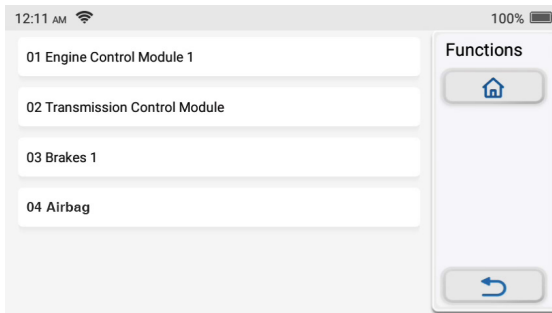 12:11 AM
100%
01 Engine Control Module 1
02 Transmission Control Module
03 Brakes 1
04 Airbag
Functions